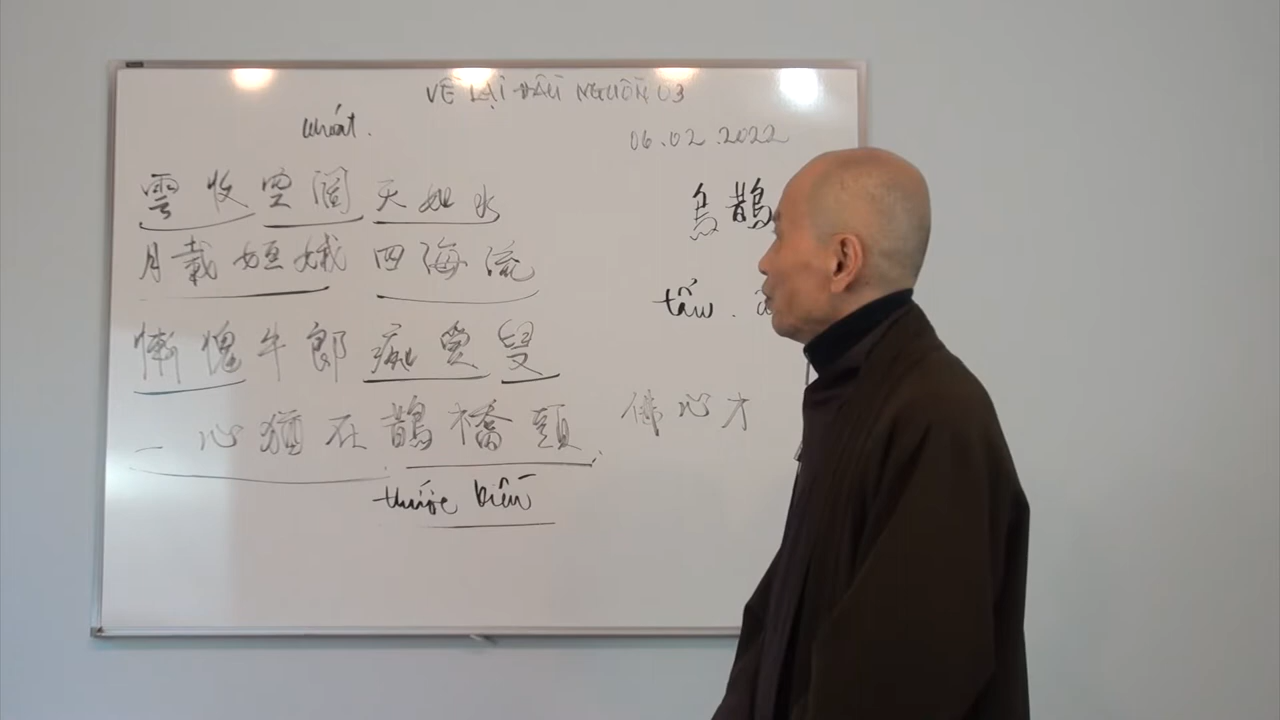 VỀ LẠI ĐẦU NGUỒN 03
06.02.2022
雲收空闊天如水
月載姮娥四海流
慚愧牛郎癡愛叟
一心猶在鵲橋頭
thước kiều
烏鵲
tẩu
佛心才